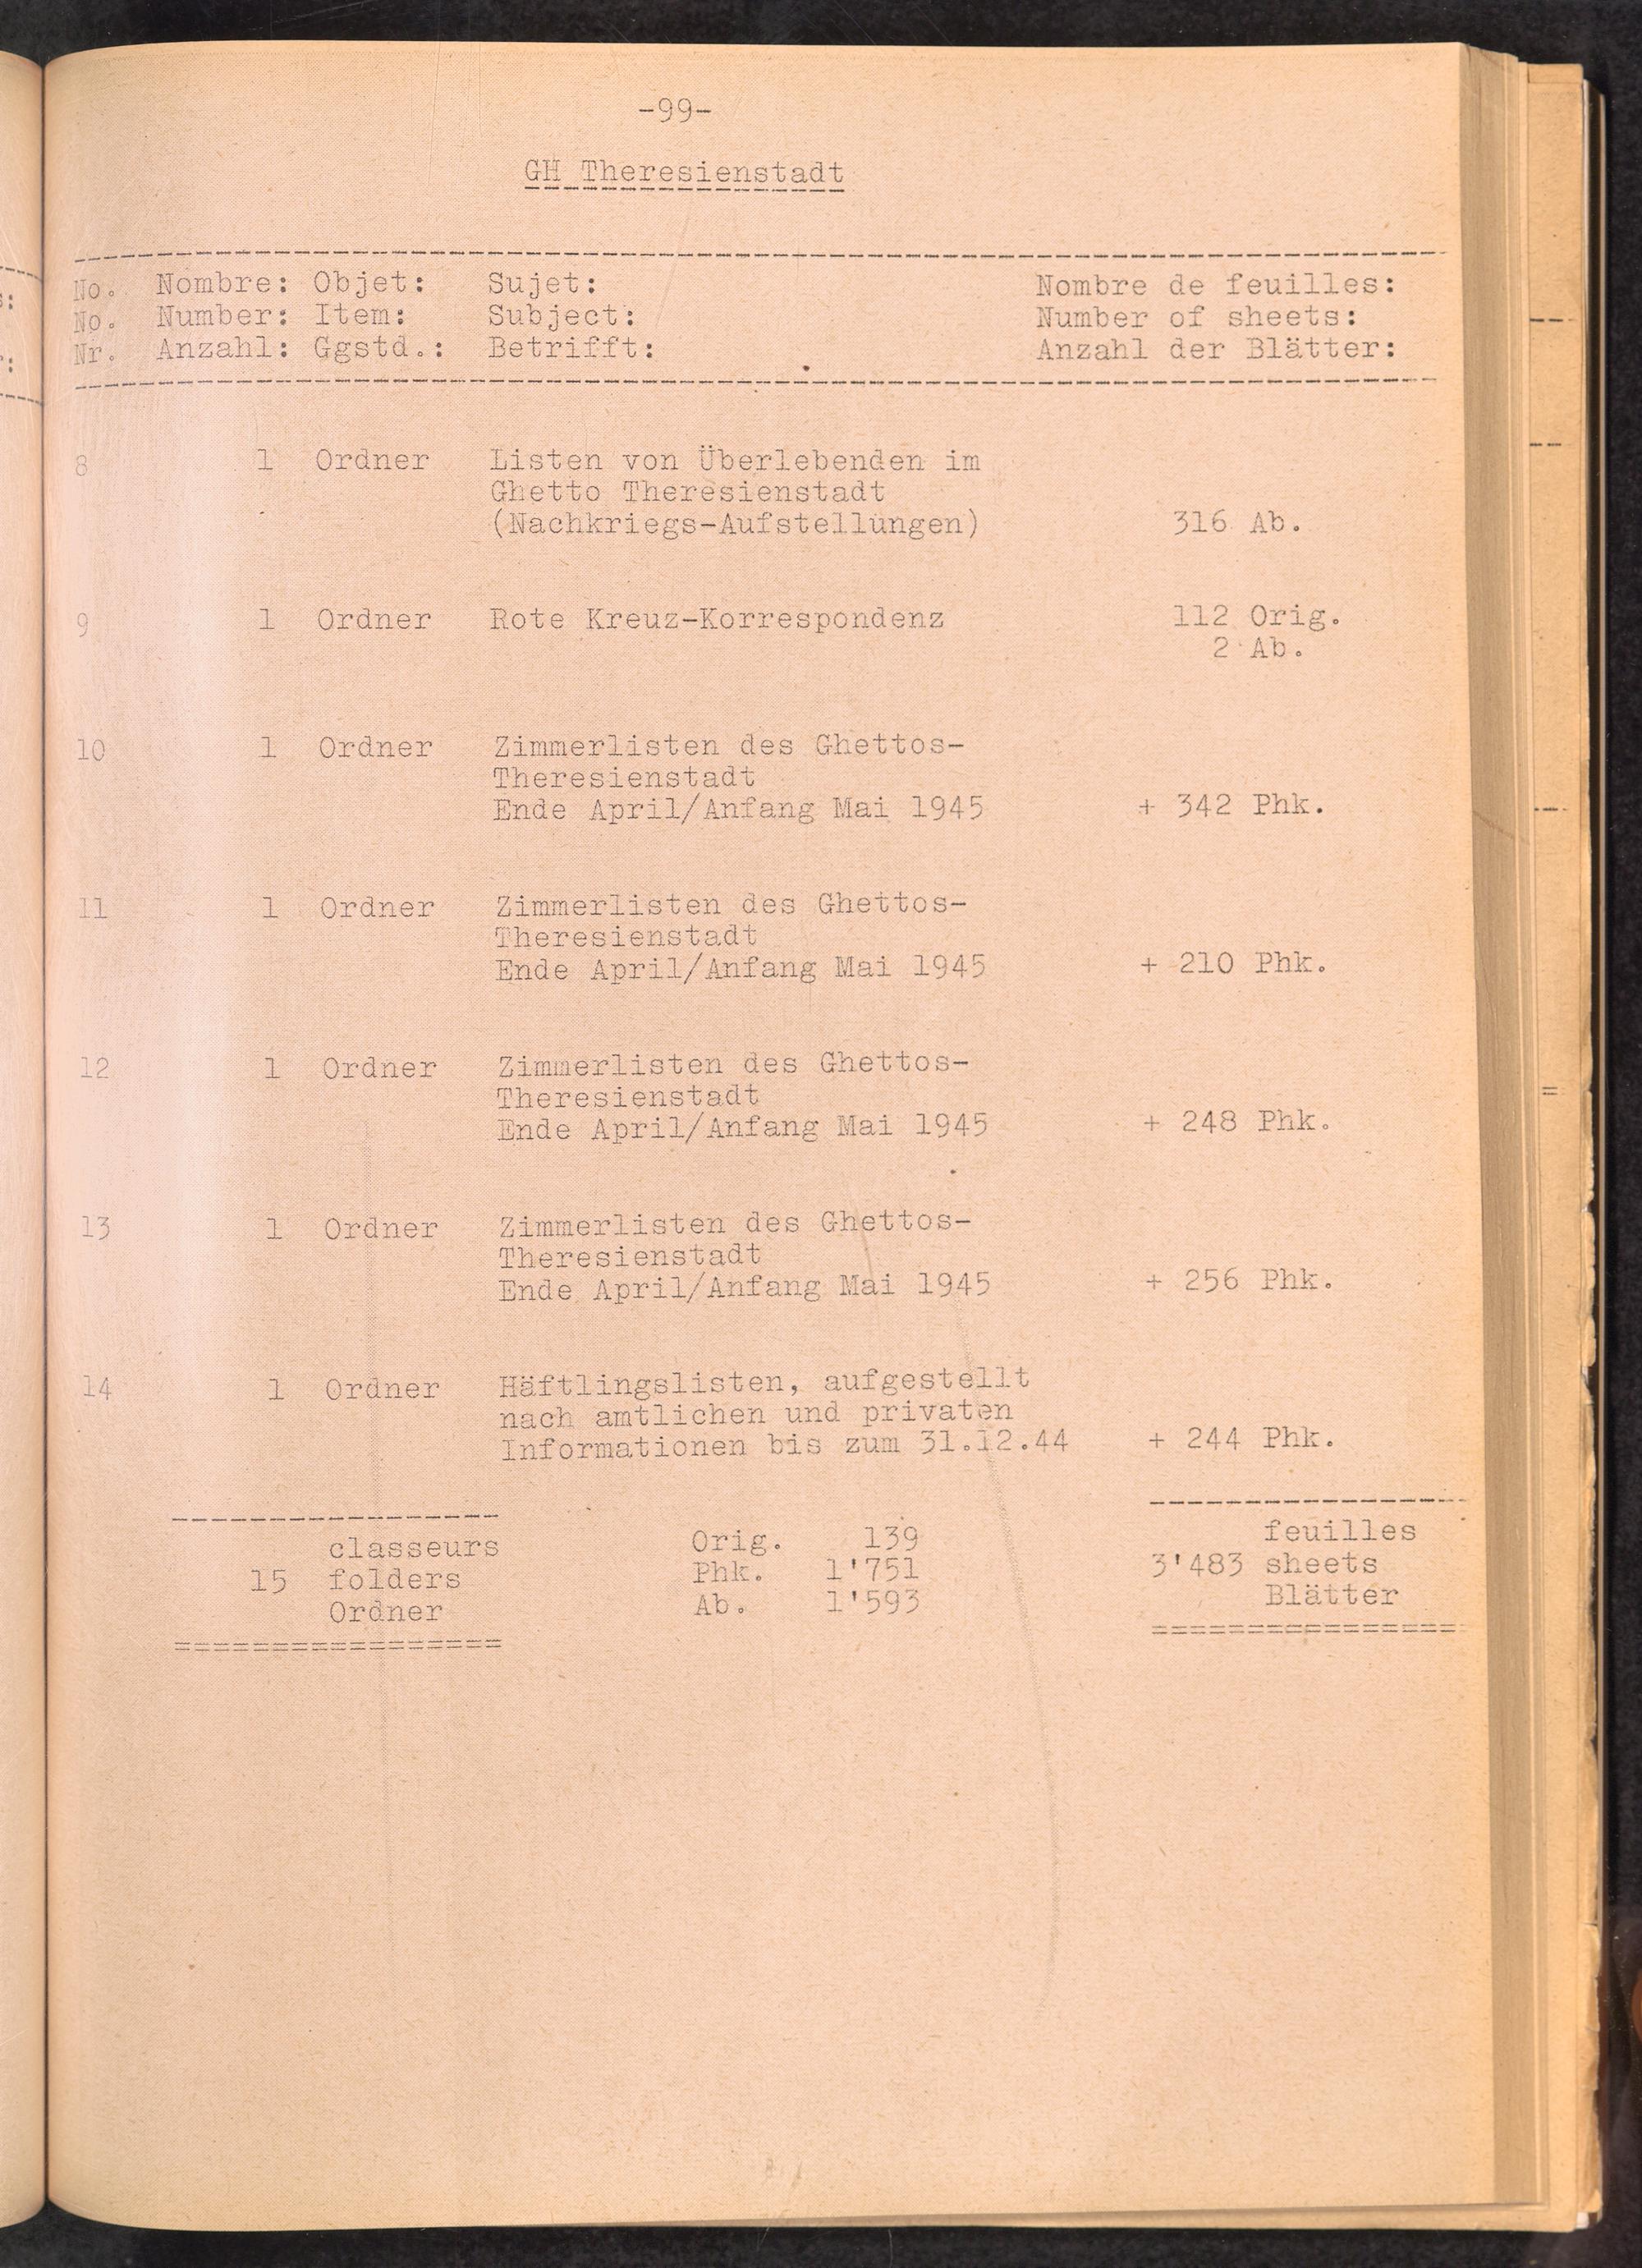 -99-
GH Theresienstadt
No. Nombre: Objet: Sujet: Nombre de feuilles:
No. Number: Item: Subject: Number of sheets:
Nr. Anzahl: Ggstd.: Betrifft: Anzahl der Blätter:
8 1 Ordner Listen von Überlebenden im
Ghetto Theresienstadt
(Nachkriegs-Aufstellungen) 316 Ab.
9 1 Ordner Rote Kreuz-Korrespondenz 112 Orig.
2 Ab.
10 1 Ordner Zimmerlisten des Ghettos-
Theresienstadt
Ende April/Anfang Mai 1945 + 342 Phk.
11 1 Ordner Zimmerlisten des Ghettos-
Theresienstadt
Ende April/Anfang Mai 1945 + 210 Phk.
12 1 Ordner Zimmerlisten des Ghettos-
Theresienstadt
Ende April/Anfang Mai 1945 + 248 Phk.
13 1 Ordner Zimmerlisten des Ghettos-
Theresienstadt
Ende April/Anfang Mai 1945 + 256 Phk.
14 1 Ordner Häftlingslisten, aufgestellt
nach amtlichen und privaten
Informationen bis zum 31.12.44 + 244 Phk.
classeurs Orig. 139 feuilles
15 folders Phk. 1'751 3'483 sheets
Ordner Ab. 1'593 Blätter